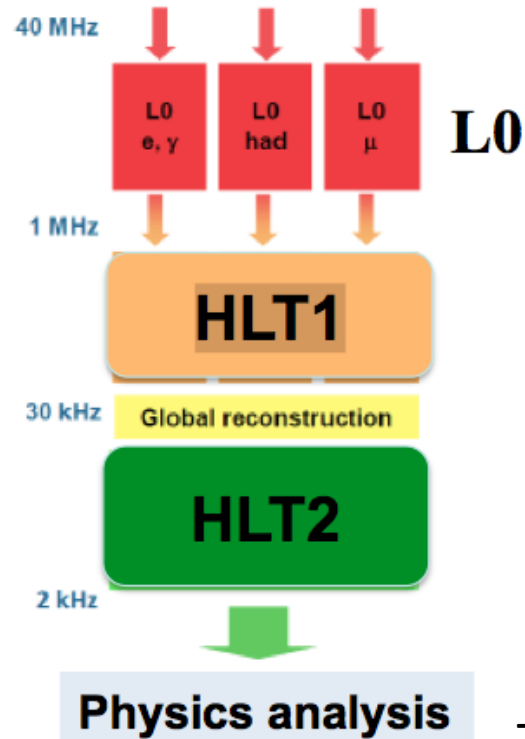 40 MHz
L0
e, γ
L0
had
L0
μ
L0
1 MHz
HLT1
30 kHz
Global reconstruction
HLT2
2 kHz
Physics analysis